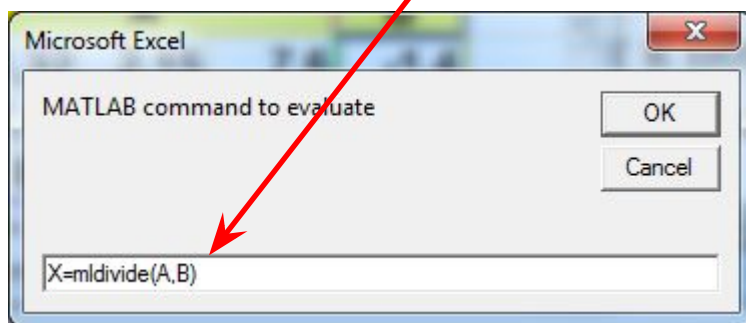 Microsoft Excel
MATLAB command to evaluate
OK
Cancel
X=mldivide(A,B)